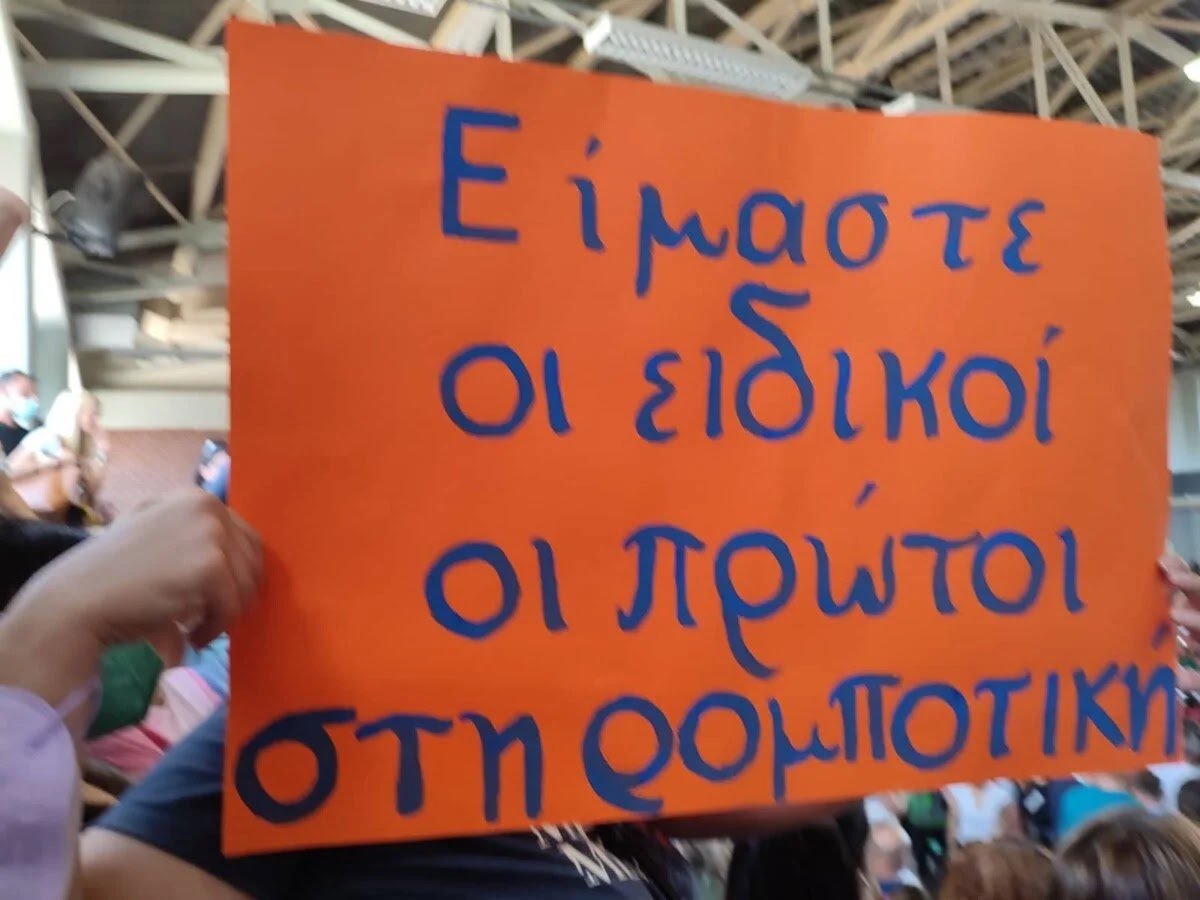 Είμαστε
οι ειδικοί
οι πρώτοι
στη ρομποτική